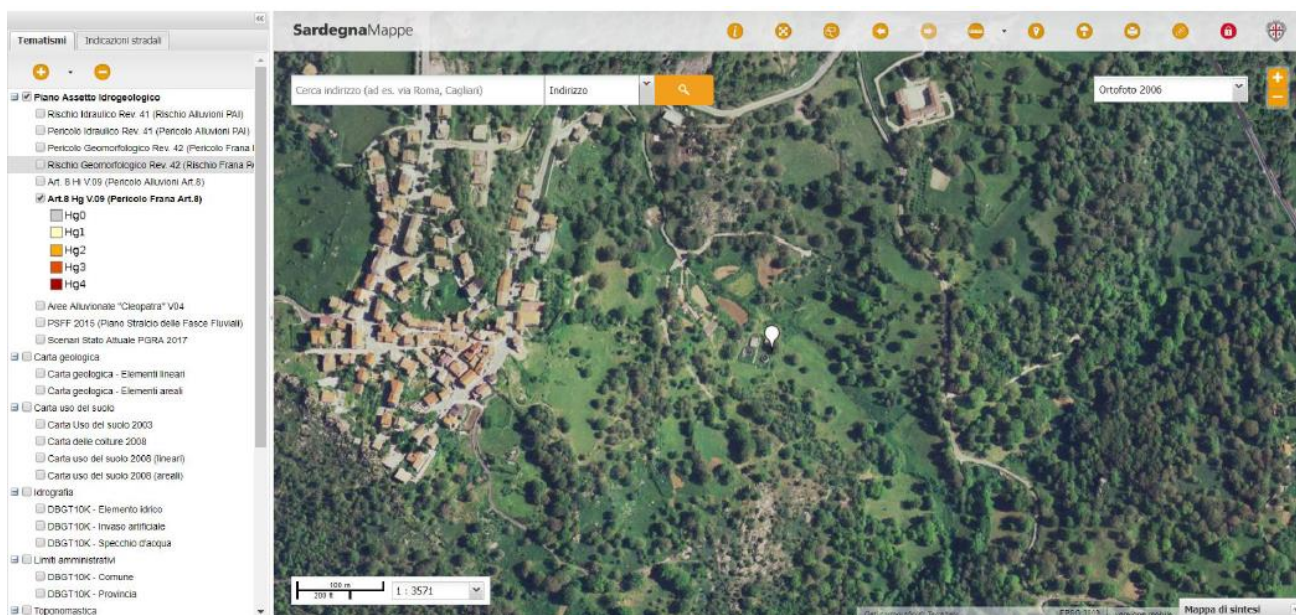 Tematismi
Indicazioni stradali
SardegnaMappe
Cerca indirizzo (ad es. via Roma, Cagliari)
Indirizzo
Ortofoto 2006
Piano Assetto Idrogeologico
Rischio Idraulico Rev. 41 (Rischio Alluvioni PAI)
Pericolo Idraulico Rev. 41 (Pericolo Alluvioni PAI)
Pericolo Geomorfologico Rev. 42 (Pericolo Frana
Rischio Geomorfologico Rev. 42 (Rischio Frana
Art. 8 Hi V.09 (Pericolo Alluvioni Art.8)
Art.8 Hg V.09 (Pericolo Frana Art.8)
Hg0
Hg1
Hg2
Hg3
Hg4
Aree Alluvionate "Cleopatra" V04
PSFF 2015 (Piano Stralcio delle Fasce Fluviali)
Scenari Stato Attuale PGRA 2017
Carta geologica
Carta geologica - Elementi lineari
Carta geologica - Elementi areali
Carta uso del suolo
Carta Uso del suolo 2003
Carta delle colture 2008
Carta uso del suolo 2008 (lineari)
Carta uso del suolo 2008 (areali)
Idrografia
DBGT10K - Elemento idrico
DBGT10K - Invaso artificiale
DBGT10K - Specchio d'acqua
Limiti amministrativi
DBGT10K - Comune
DBGT10K - Provincia
Toponomastica
100 m
200 ft
1 : 3571
Mappa di sintesi